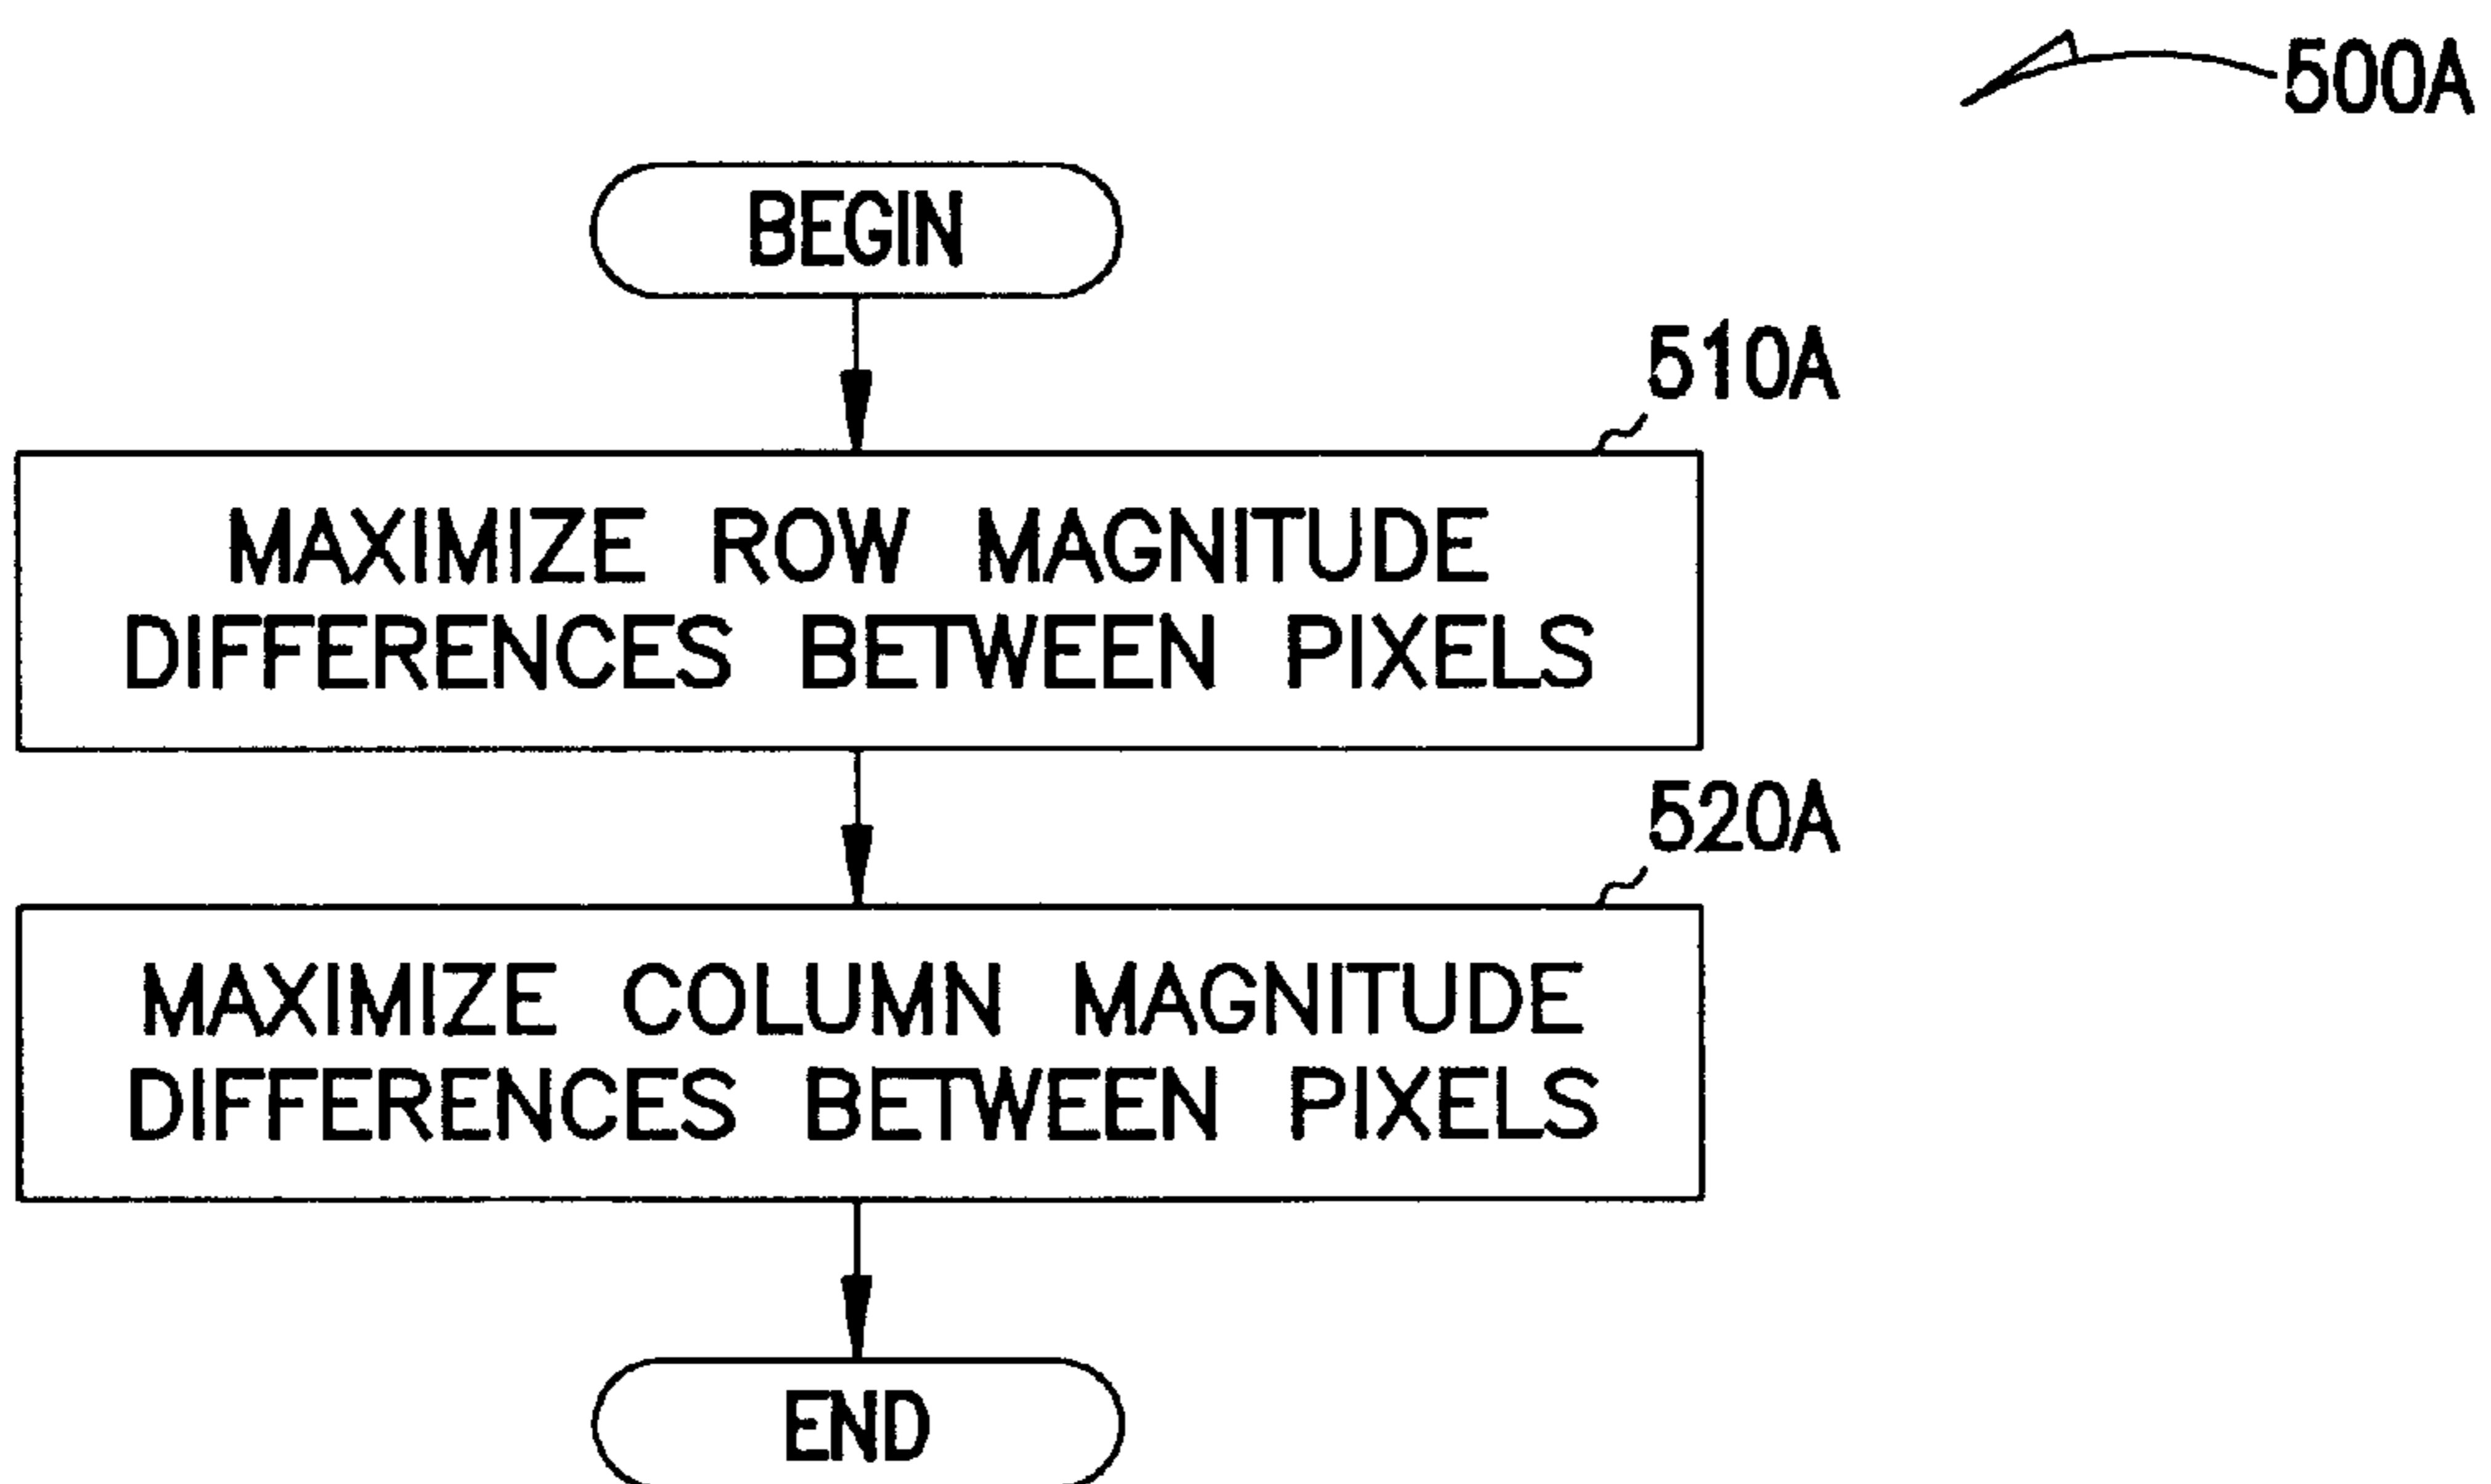 500A
BEGIN
510A
MAXIMIZE ROW MAGNITUDE
DIFFERENCES BETWEEN PIXELS
520A
MAXIMIZE COLUMN MAGNITUDE
DIFFERENCES BETWEEN PIXELS
END